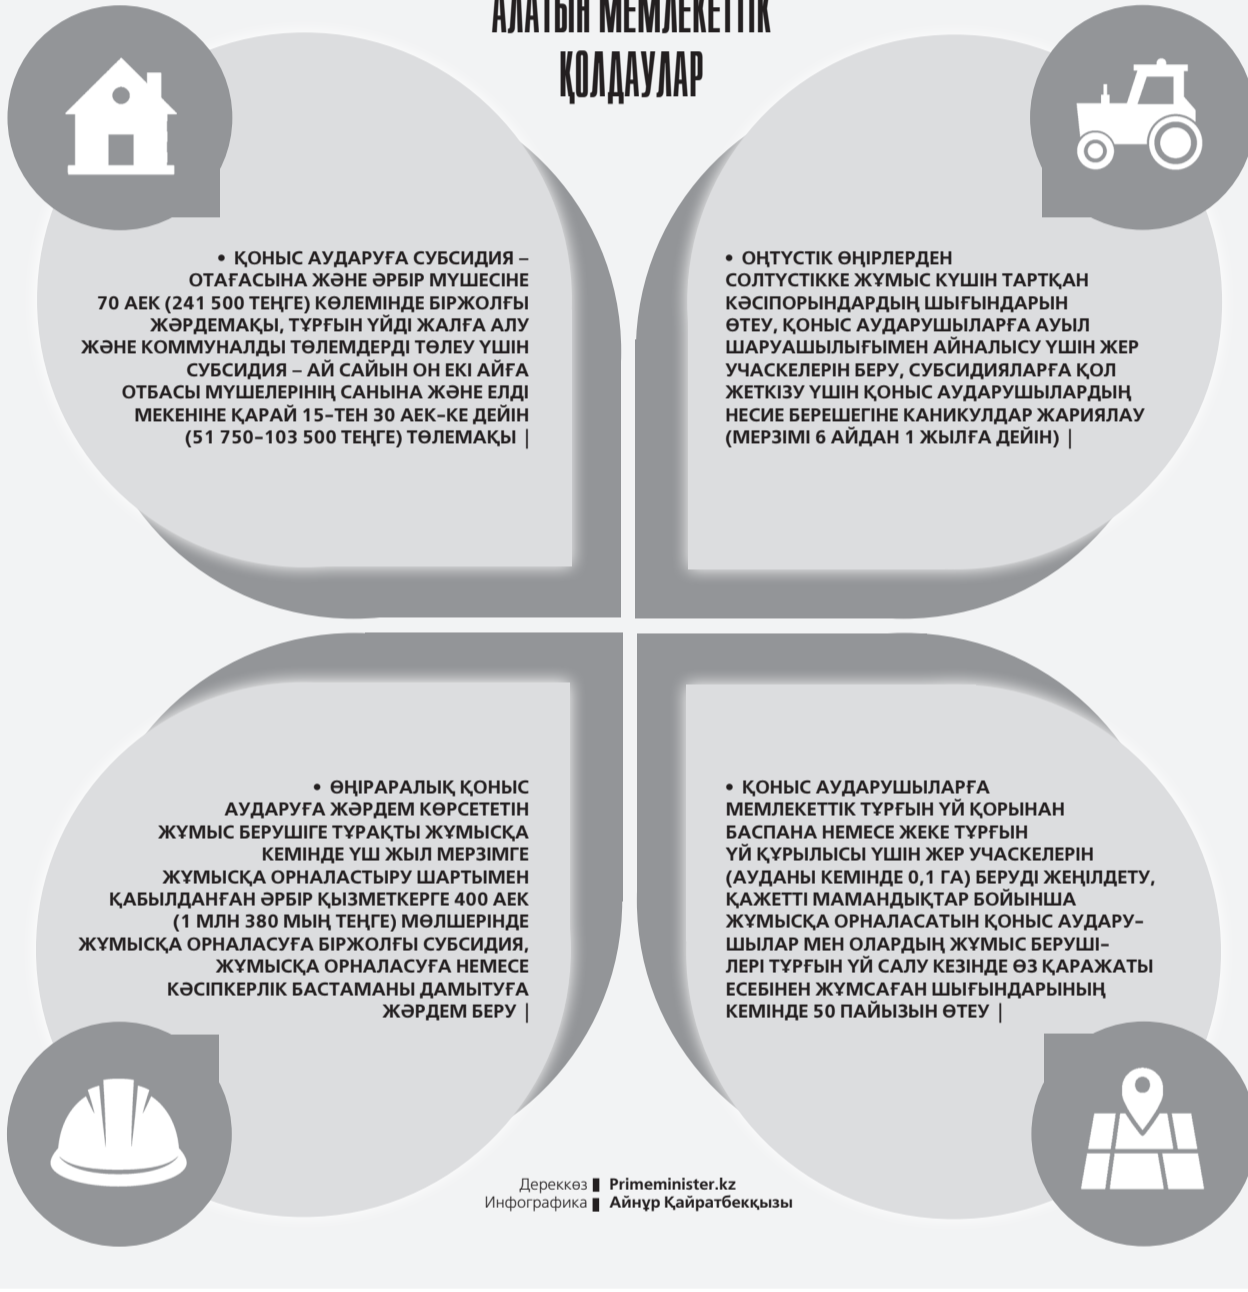 АЛАТЫН МЕМЛЕКЕТТІК
ҚОЛДАУЛАР
• ҚОНЫС АУДАРУҒА СУБСИДИЯ –
ОТАҒАСЫНА ЖӘНЕ ӘРБІР МҮШЕСІНЕ
70 АЕК (241 500 ТЕҢГЕ) КӨЛЕМІНДЕ БІРЖОЛҒЫ
ЖӘРДЕМАҚЫ, ТҰРҒЫН ҮЙДІ ЖАЛҒА АЛУ
ЖӘНЕ КОММУНАЛДЫ ТӨЛЕМДЕРДІ ТӨЛЕУ ҮШІН
СУБСИДИЯ – АЙ САЙЫН ОН ЕКІ АЙҒА
ОТБАСЫ МҮШЕЛЕРІНІҢ САНЫНА ЖӘНЕ ЕЛДІ
МЕКЕНІНЕ ҚАРАЙ 15–ТЕН 30 АЕК–КЕ ДЕЙІН
(51 750–103 500 ТЕҢГЕ) ТӨЛЕМАҚЫ |
• ОҢТҮСТІК ӨҢІРЛЕРДЕН
СОЛТҮСТІККЕ ЖҰМЫС КҮШІН ТАРТҚАН
КӘСІПОРЫНДАРДЫҢ ШЫҒЫНДАРЫН
ӨТЕУ, ҚОНЫС АУДАРУШЫЛАРҒА АУЫЛ
ШАРУАШЫЛЫҒЫМЕН АЙНАЛЫСУ ҮШІН ЖЕР
УЧАСКЕЛЕРІН БЕРУ, СУБСИДИЯЛАРҒА ҚОЛ
ЖЕТКІЗУ ҮШІН ҚОНЫС АУДАРУШЫЛАРДЫҢ
НЕСИЕ БЕРЕШЕГІНЕ КАНИКУЛДАР ЖАРИЯЛАУ
(МЕРЗІМІ 6 АЙДАН 1 ЖЫЛҒА ДЕЙІН) |
• ӨҢІРАРАЛЫҚ ҚОНЫС
АУДАРУҒА ЖӘРДЕМ КӨРСЕТЕТІН
ЖҰМЫС БЕРУШІГЕ ТҰРАҚТЫ ЖҰМЫСҚА
КЕМІНДЕ ҮШ ЖЫЛ МЕРЗІМГЕ
ЖҰМЫСҚА ОРНАЛАСТЫРУ ШАРТЫМЕН
ҚАБЫЛДАНҒАН ӘРБІР ҚЫЗМЕТКЕРГЕ 400 АЕК
(1 МЛН 380 МЫҢ ТЕҢГЕ) МӨЛШЕРІНДЕ
ЖҰМЫСҚА ОРНАЛАСУҒА БІРЖОЛҒЫ СУБСИДИЯ,
ЖҰМЫСҚА ОРНАЛАСУҒА НЕМЕСЕ
КӘСІПКЕРЛІК БАСТАМАНЫ ДАМЫТУҒА
ЖӘРДЕМ БЕРУ |
• ҚОНЫС АУДАРУШЫЛАРҒА
МЕМЛЕКЕТТІК ТҰРҒЫН ҮЙ ҚОРЫНАН
БАСПАНА НЕМЕСЕ ЖЕКЕ ТҰРҒЫН
ҮЙ ҚҰРЫЛЫСЫ ҮШІН ЖЕР УЧАСКЕЛЕРІН
(АУДАНЫ КЕМІНДЕ 0,1 ГА) БЕРУДІ ЖЕҢІЛДЕТУ,
ҚАЖЕТТІ МАМАНДЫҚТАР БОЙЫНША
ЖҰМЫСҚА ОРНАЛАСАТЫН ҚОНЫС АУДАРУ–
ШЫЛАР МЕН ОЛАРДЫҢ ЖҰМЫС БЕРУШІ–
ЛЕРІ ТҰРҒЫН ҮЙ САЛУ КЕЗІНДЕ ӨЗ ҚАРАЖАТЫ
ЕСЕБІНЕН ЖҰМСАҒАН ШЫҒЫНДАРЫНЫҢ
КЕМІНДЕ 50 ПАЙЫЗЫН ӨТЕУ |
Дереккөз ▮ Primeminister.kz
Инфографика ▮ Айнұр Қайратбекқызы